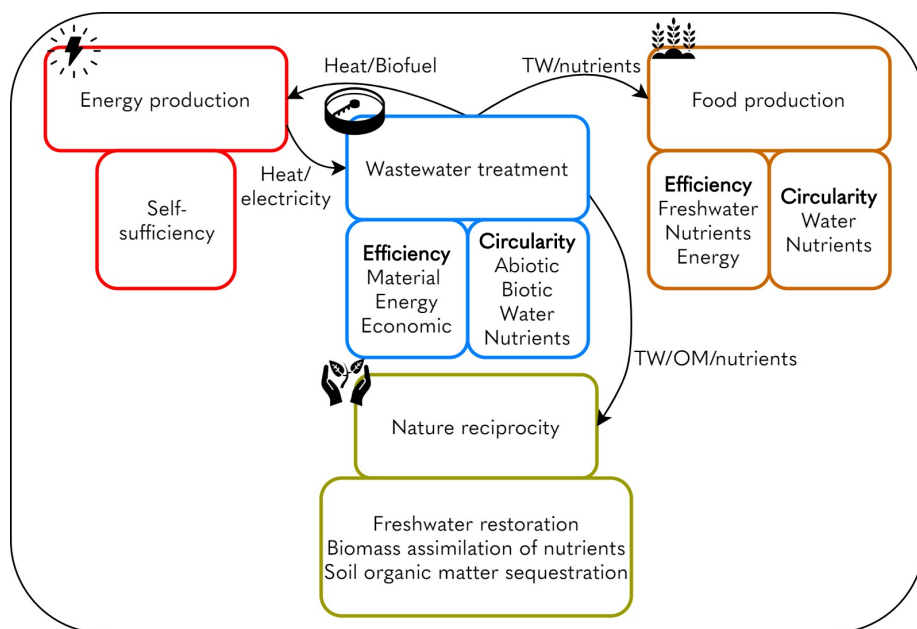 Heat/Biofuel
TW/nutrients
Energy production
Food production
Heat/
electricity
Wastewater treatment
Self-
sufficiency
Efficiency
Freshwater
Nutrients
Energy
Circularity
Water
Nutrients
Efficiency
Material
Energy
Economic
Circularity
Abiotic
Biotic
Water
Nutrients
TW/OM/nutrients
Nature reciprocity
Freshwater restoration
Biomass assimilation of nutrients
Soil organic matter sequestration